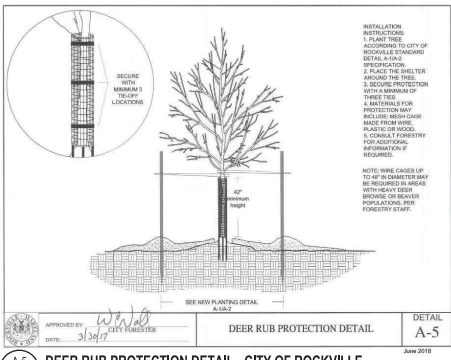 SECURE
WITH
MINIMUM 3
TIE-OFF
LOCATIONS
INSTALLATION
INSTRUCTIONS:
1. PLANT TREE
ACCORDING TO CITY OF
ROCKVILLE STANDARD
DETAIL A-1/A-2
SPECIFICATION.
2. PLACE THE SHELTER
AROUND THE TREE.
3. SECURE PROTECTION
WITH A MINIMUM OF
THREE TIES
4. MATERIALS FOR
PROTECTION MAY
INCLUDE: MESH CAGE
MADE FROM WIRE,
PLASTIC OR WOOD.
5. CONSULT FORESTRY
FOR ADDITIONAL
INFORMATION IF
REQUIRED.
NOTE: WIRE CAGES UP
TO 48" IN DIAMETER MAY
BE REQUIRED IN AREAS
WITH HEAVY DEER
BROWSE OR BEAVER
POPULATIONS, PER
FORESTRY STAFF.
42"
minimum
height
SEE NEW PLANTING DETAIL
A-1/A-2
APPROVED BY:
CITY FORESTER
DATE: 3/30/17
DEER RUB PROTECTION DETAIL
DETAIL
A-5
June 2018
A-5 DEER RUB PROTECTION DETAIL - CITY OF ROCKVILLE